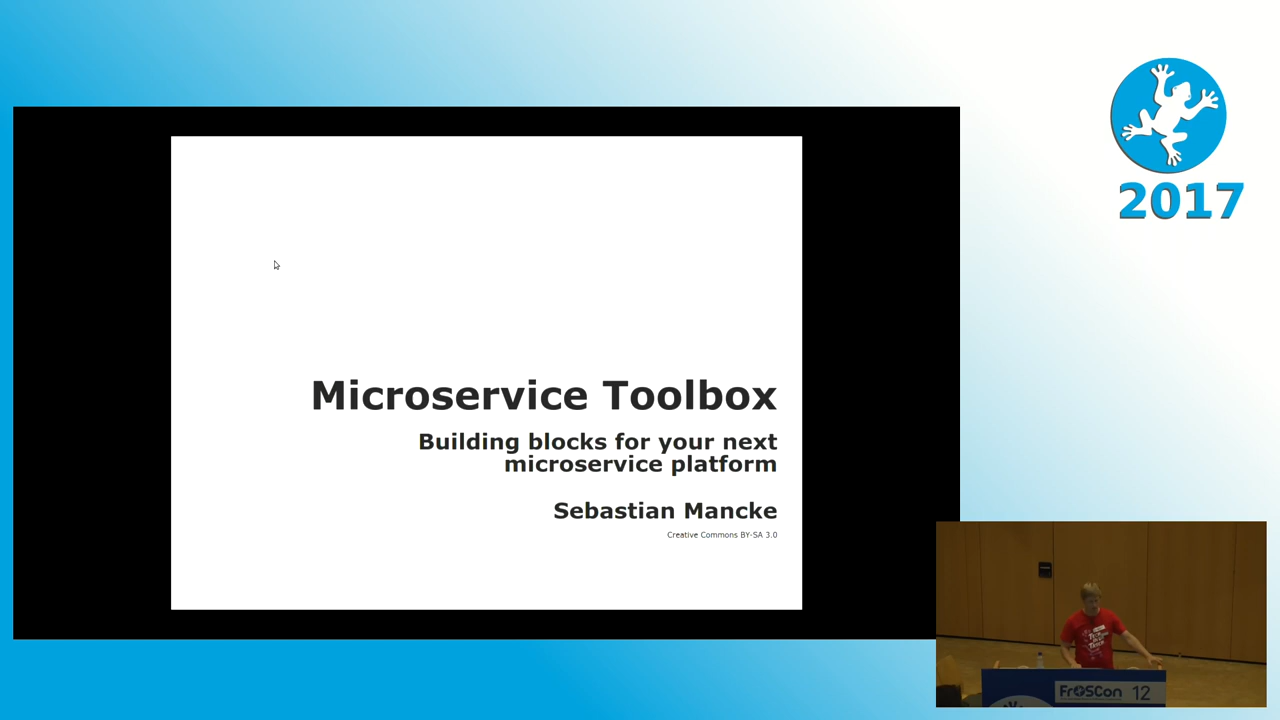 2017
Microservice Toolbox
Building blocks for your next
microservice platform
Sebastian Mancke
Creative Commons BY-SA 3.0
FrOSCon 12